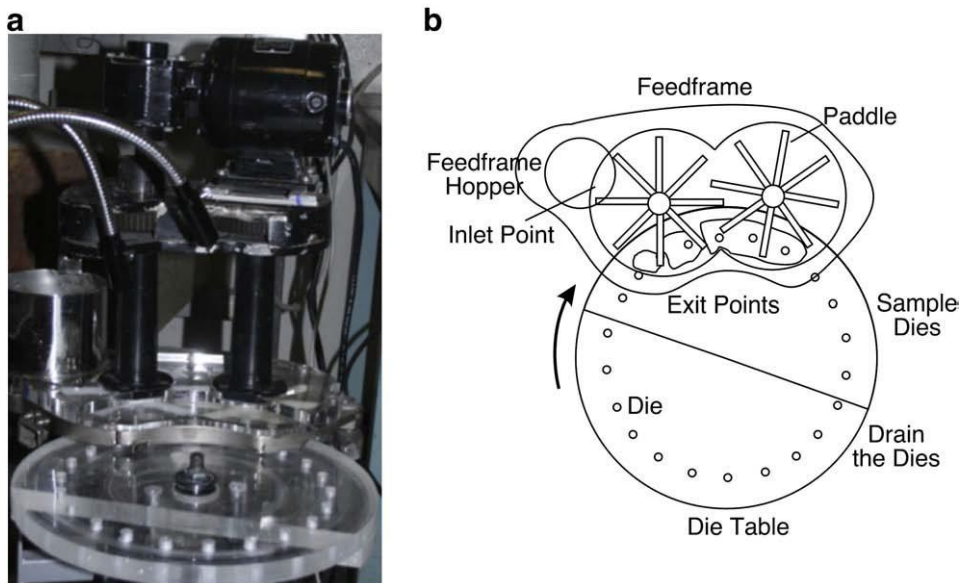 a
b
Feedframe
Paddle
Feedframe
Hopper
Inlet Point
Exit Points
Sample
Dies
Die
Drain
the Dies
Die Table